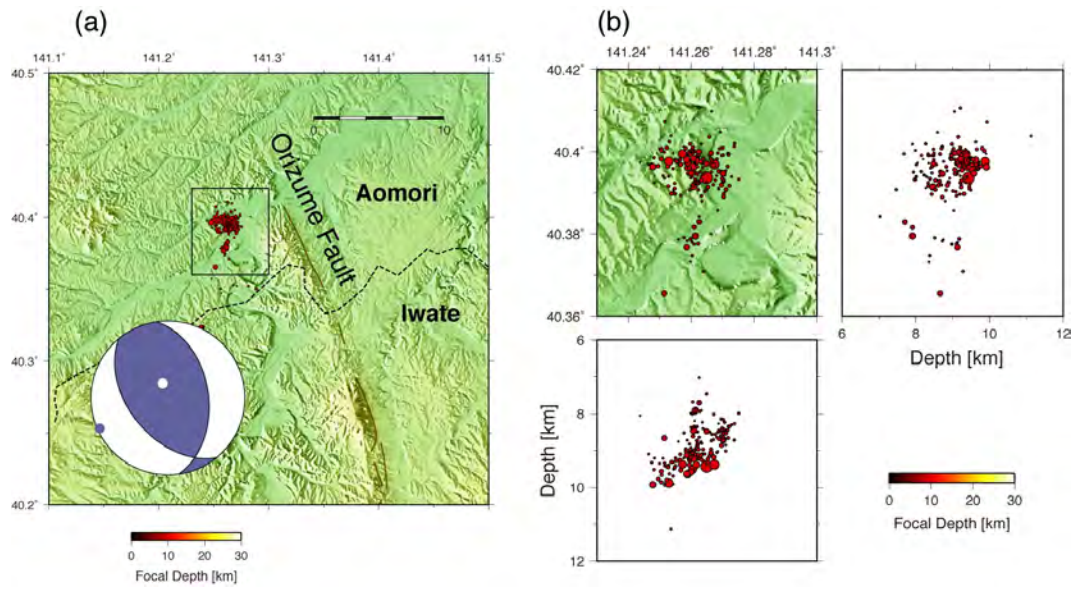 (a)
141.1° 141.2° 141.3° 141.4° 141.5°
40.5°
40.4°
40.3°
40.2°
0 10
Orizume Fault
Aomori
Iwate
0 10 20 30
Focal Depth [km]
(b)
141.24° 141.26° 141.28° 141.3°
40.42°
40.4°
40.38°
40.36°
6 8 10 12
Depth [km]
6
8
10
12
Depth [km]
0 10 20 30
Focal Depth [km]